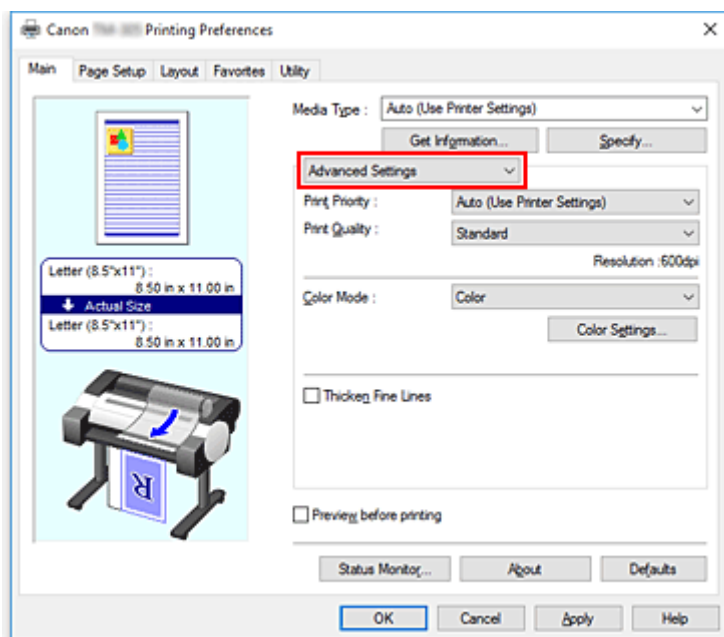 Canon Printing Preferences
Main Page Setup Layout Favorites Utility
Media Type : Auto (Use Printer Settings)
Get Information... Specify...
Advanced Settings
Print Priority : Auto (Use Printer Settings)
Print Quality : Standard
Resolution :600dpi
Letter (8.5"x11") :
8.50 in x 11.00 in
Actual Size
Letter (8.5"x11") :
8.50 in x 11.00 in
Color Mode : Color
Color Settings...
Thicken Fine Lines
R
Preview before printing
Status Monitor... About Defaults
OK Cancel Apply Help